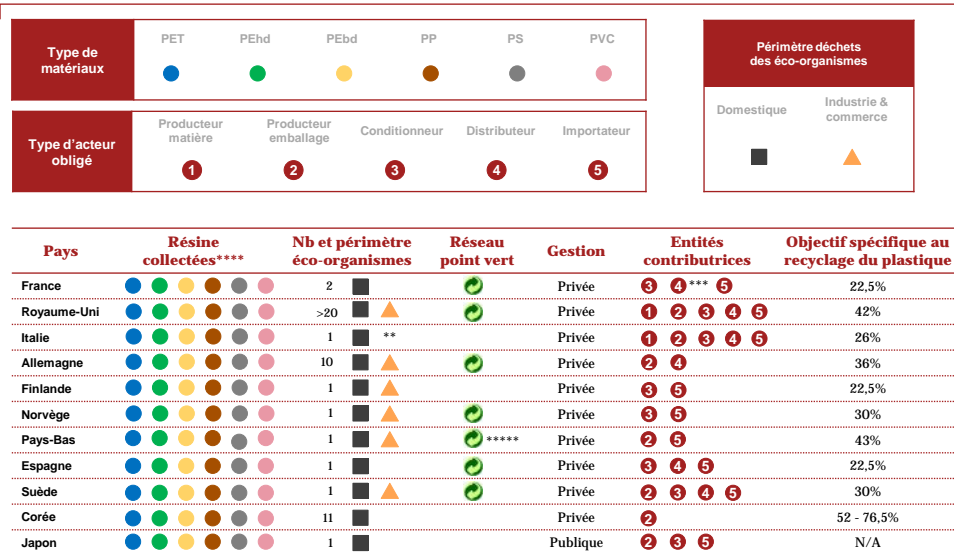 Type de matériaux PET PEhd PEbd PP PS PVC
Type d'acteur obligé Producteur matière Producteur emballage Conditionneur Distributeur Importateur
1 2 3 4 5
Périmètre déchets des éco-organismes
Domestique Industrie & commerce
Pays Résine collectées**** Nb et périmètre éco-organismes Réseau point vert Gestion Entités contributrices Objectif spécifique au recyclage du plastique
France 2 Privée 3 4 *** 5 22,5%
Royaume-Uni >20 Privée 1 2 3 4 5 42%
Italie 1 ** Privée 1 2 3 4 5 26%
Allemagne 10 Privée 2 4 36%
Finlande 1 Privée 3 5 22,5%
Norvège 1 Privée 3 5 30%
Pays-Bas 1 ***** Privée 2 5 43%
Espagne 1 Privée 3 4 5 22,5%
Suède 1 Privée 2 3 4 5 30%
Corée 11 Privée 2 52 - 76,5%
Japon 1 Publique 2 3 5 N/A